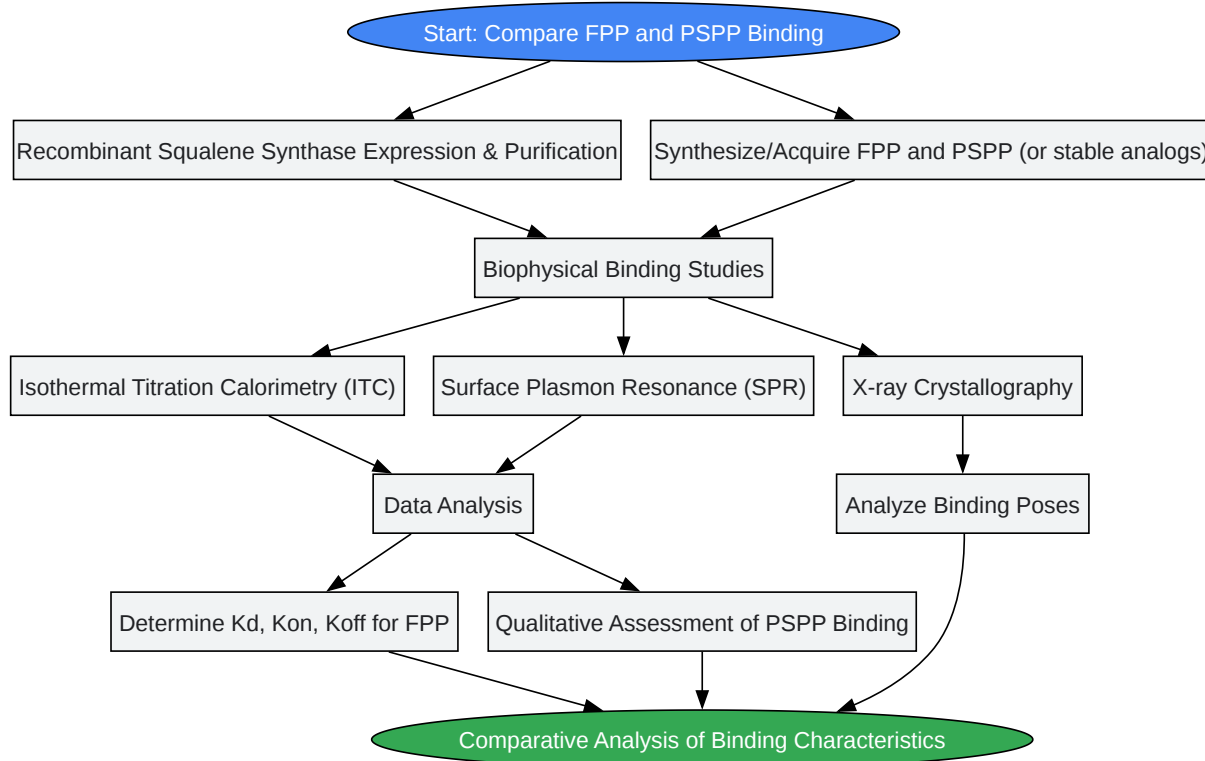 Start: Compare FPP and PSPP Binding
Recombinant Squalene Synthase Expression & Purification
Synthesize/Acquire FPP and PSPP (or stable analogs)
Biophysical Binding Studies
Isothermal Titration Calorimetry (ITC)
Surface Plasmon Resonance (SPR)
X-ray Crystallography
Data Analysis
Analyze Binding Poses
Determine Kd, Kon, Koff for FPP
Qualitative Assessment of PSPP Binding
Comparative Analysis of Binding Characteristics